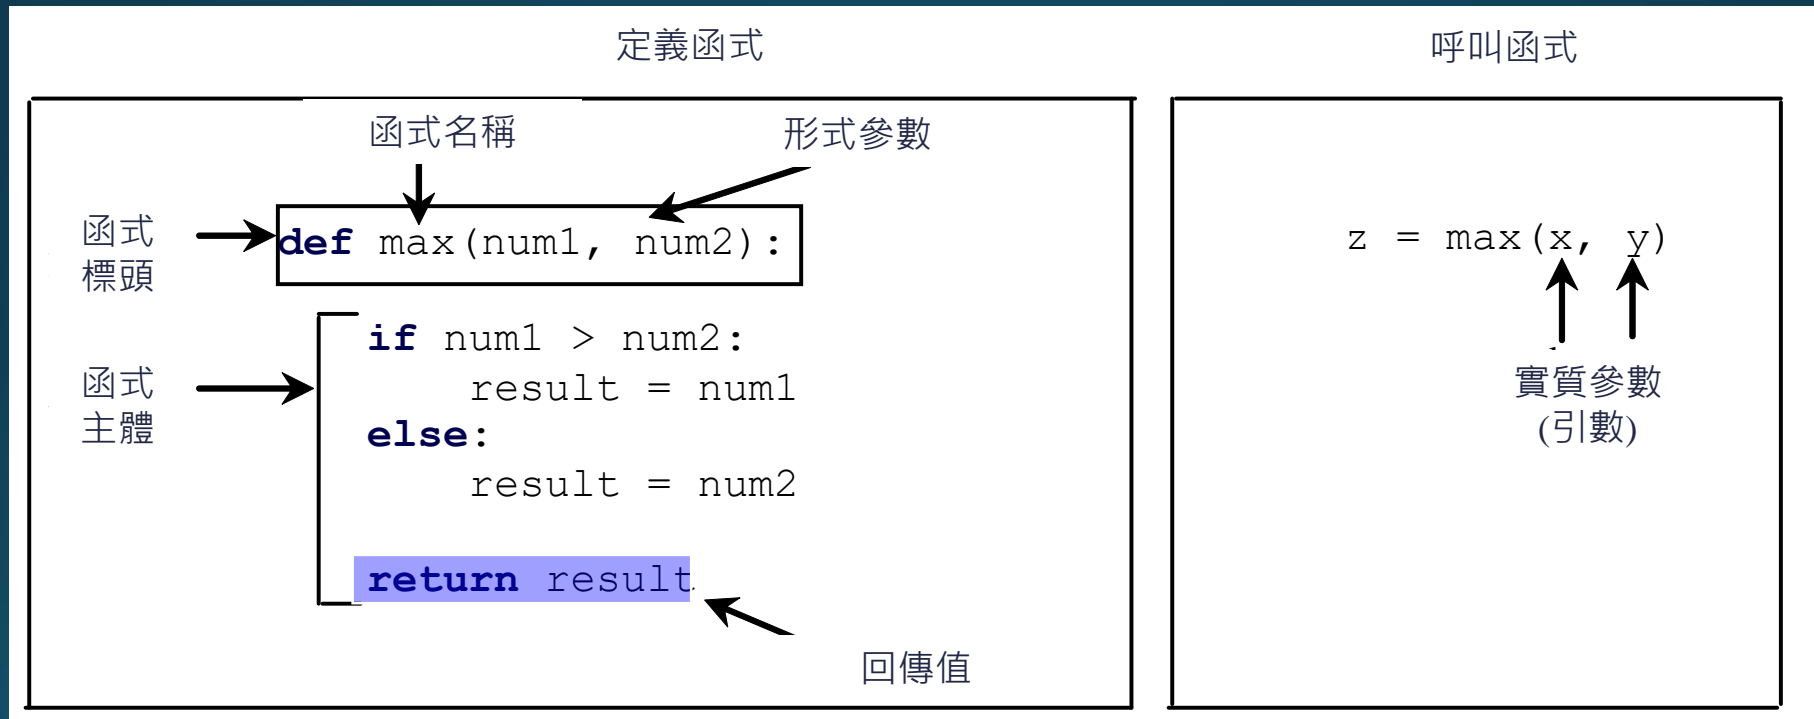 定義函式
呼叫函式
函式名稱
形式參數
函式
標頭
def max(num1, num2):
函式
主體
if num1 > num2:
result = num1
else:
result = num2
return result
回傳值
z = max(x, y)
實質參數
(引數)